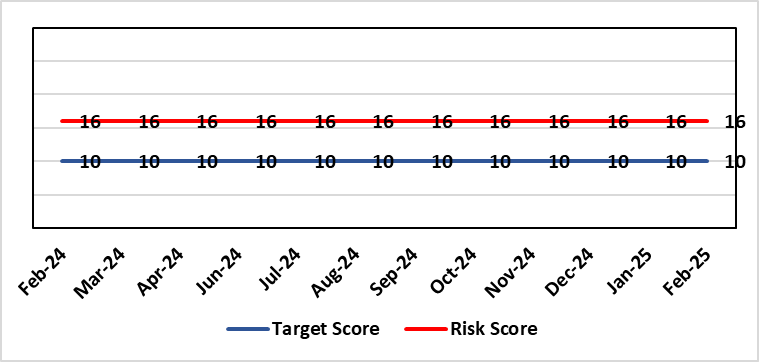 16 16 16 16 16 16 16 16 16 16 16 16
10 10 10 10 10 10 10 10 10 10 10 10
Feb-24 Mar-24 Apr-24 Jun-24 Jul-24 Aug-24 Sep-24 Oct-24 Nov-24 Dec-24 Jan-25 Feb-25
Target Score Risk Score